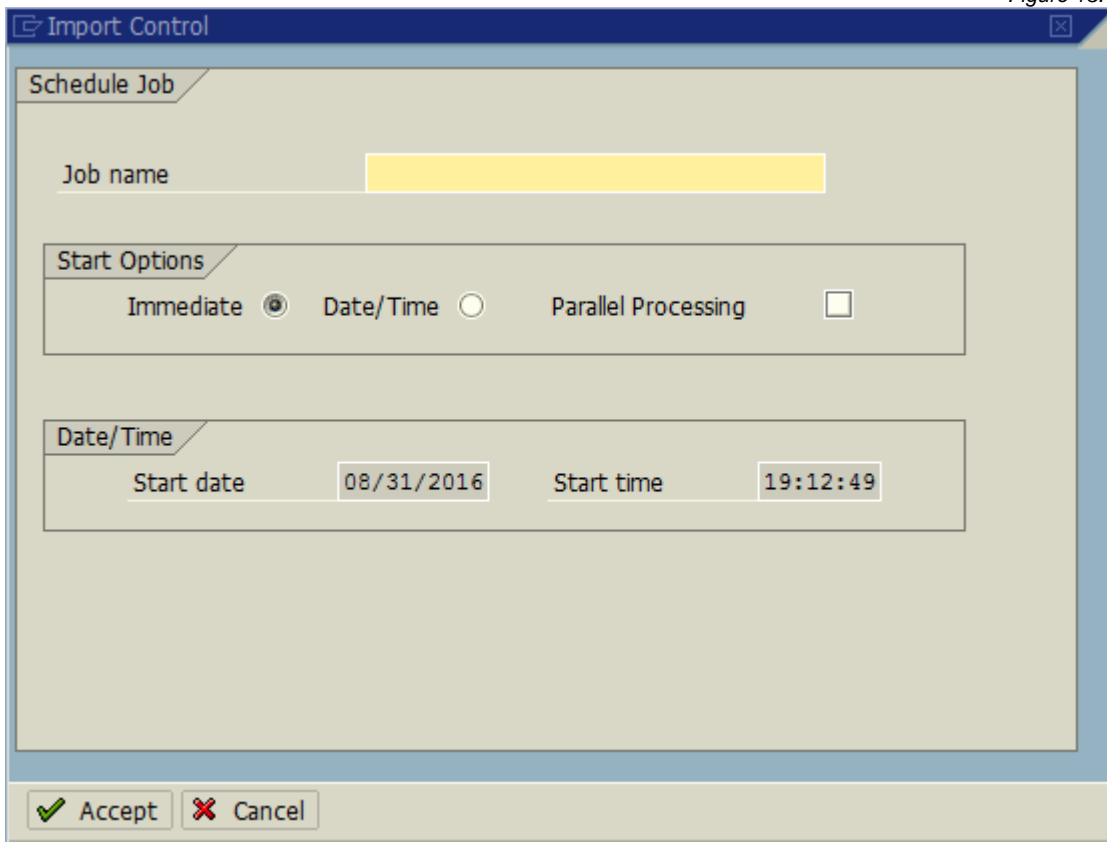 Import Control
Schedule Job
Job name
Start Options
Immediate Date/Time Parallel Processing
Date/Time
Start date 08/31/2016 Start time 19:12:49
Accept Cancel